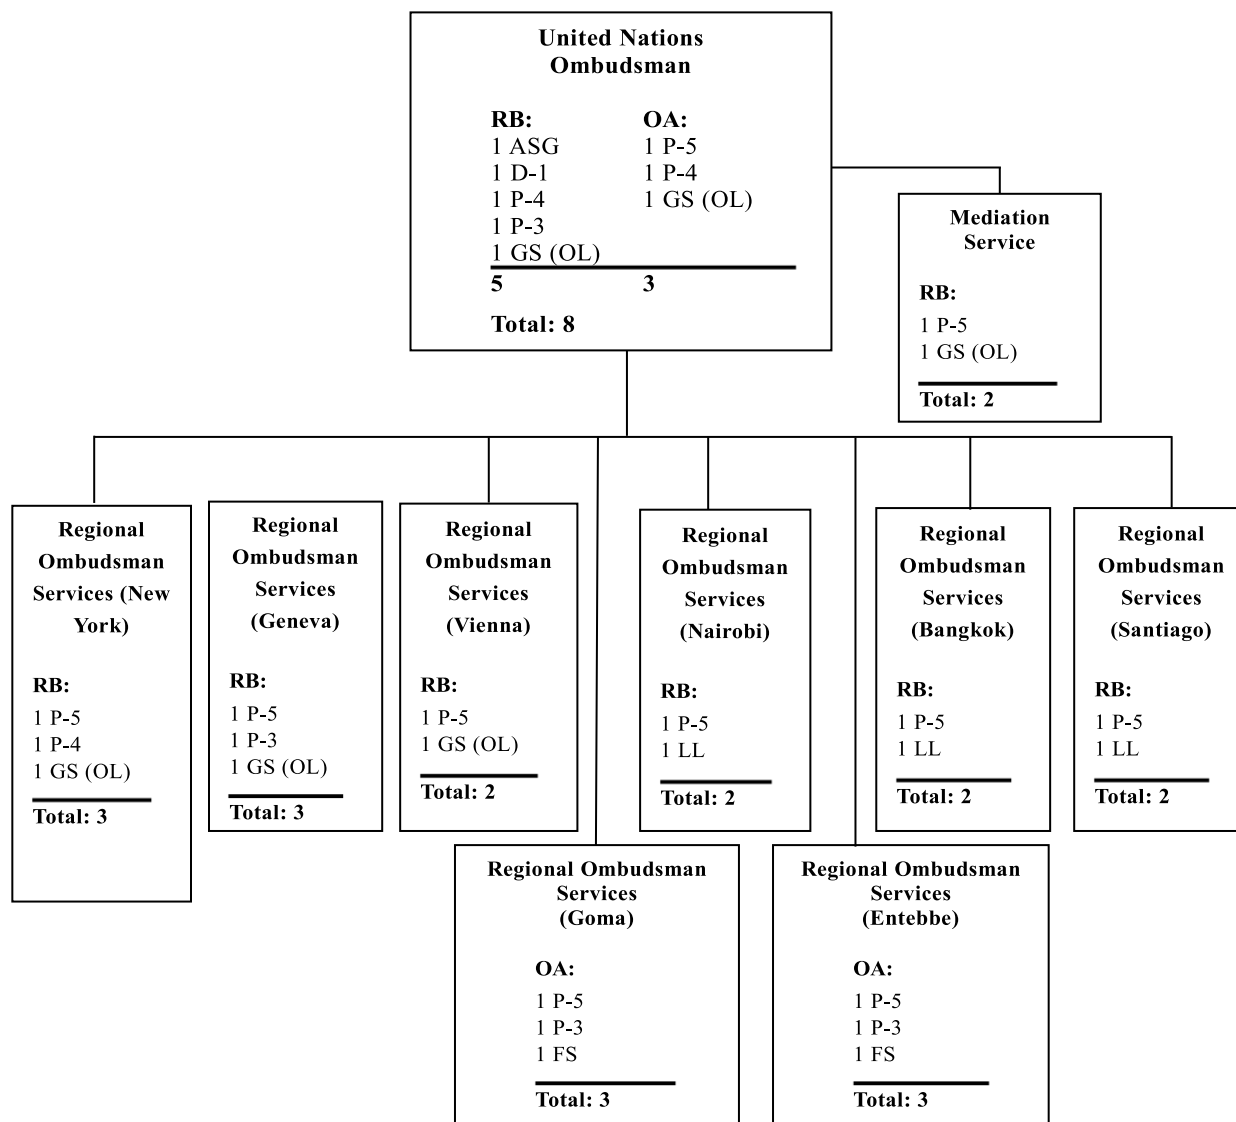 United Nations
Ombudsman
RB:
1 ASG
1 D-1
1 P-4
1 P-3
1 GS (OL)
5
OA:
1 P-5
1 P-4
1 GS (OL)
3
Total: 8
Mediation
Service
RB:
1 P-5
1 GS (OL)
Total: 2
Regional
Ombudsman
Services (New
York)
RB:
1 P-5
1 P-4
1 GS (OL)
Total: 3
Regional
Ombudsman
Services
(Geneva)
RB:
1 P-5
1 P-3
1 GS (OL)
Total: 3
Regional
Ombudsman
Services
(Vienna)
RB:
1 P-5
1 GS (OL)
Total: 2
Regional
Ombudsman
Services
(Nairobi)
RB:
1 P-5
1 LL
Total: 2
Regional
Ombudsman
Services
(Bangkok)
RB:
1 P-5
1 LL
Total: 2
Regional
Ombudsman
Services
(Santiago)
RB:
1 P-5
1 LL
Total: 2
Regional Ombudsman
Services
(Goma)
OA:
1 P-5
1 P-3
1 FS
Total: 3
Regional Ombudsman
Services
(Entebbe)
OA:
1 P-5
1 P-3
1 FS
Total: 3